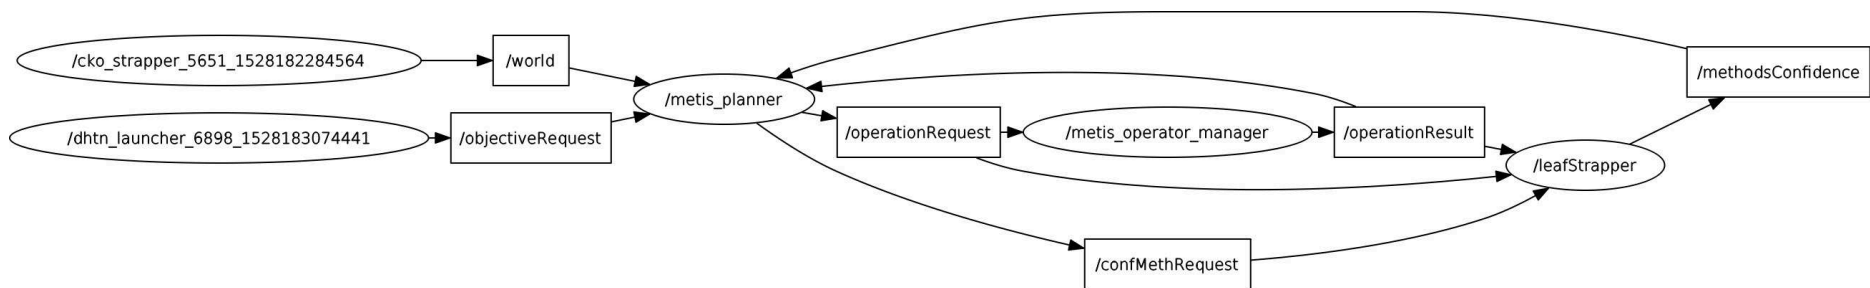 /cko_strapper_5651_1528182284564
/world
/methodsConfidence
/metis_planner
/dhtn_launcher_6898_1528183074441
/objectiveRequest
/operationRequest
/metis_operator_manager
/operationResult
/leafStrapper
/confMethRequest